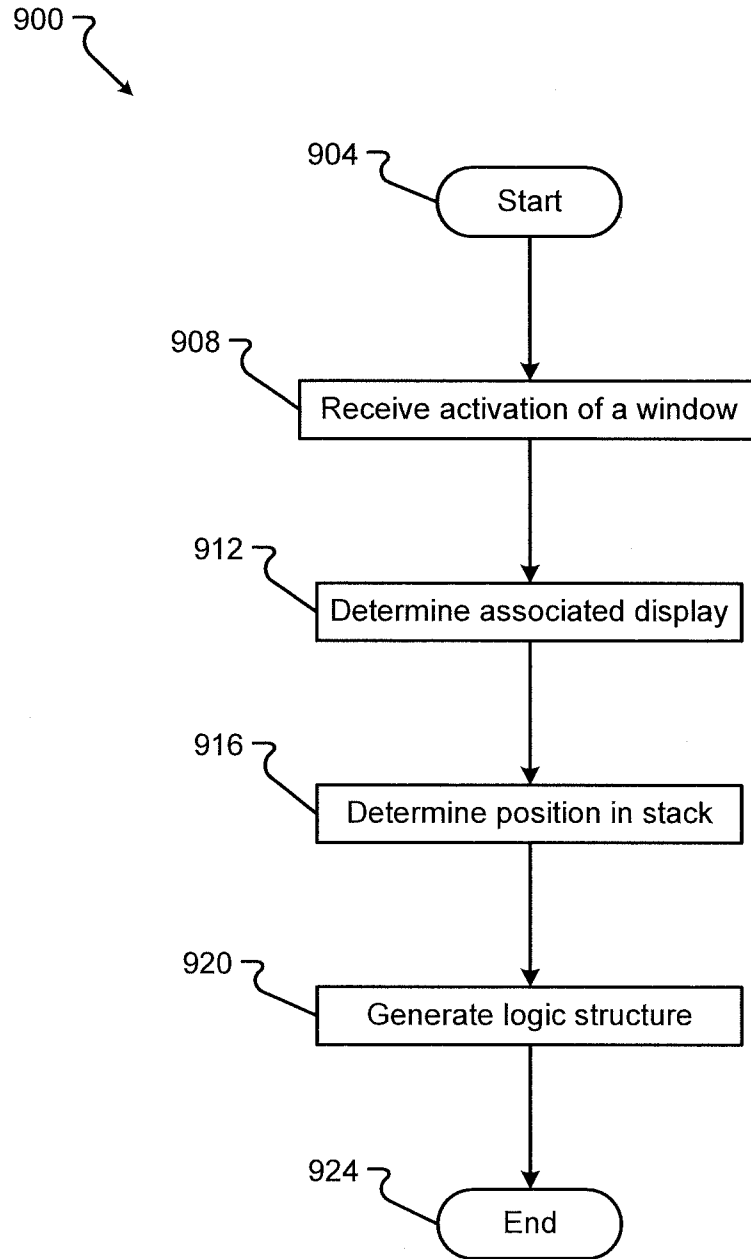 900
904
Start
908
Receive activation of a window
912
Determine associated display
916
Determine position in stack
920
Generate logic structure
924
End